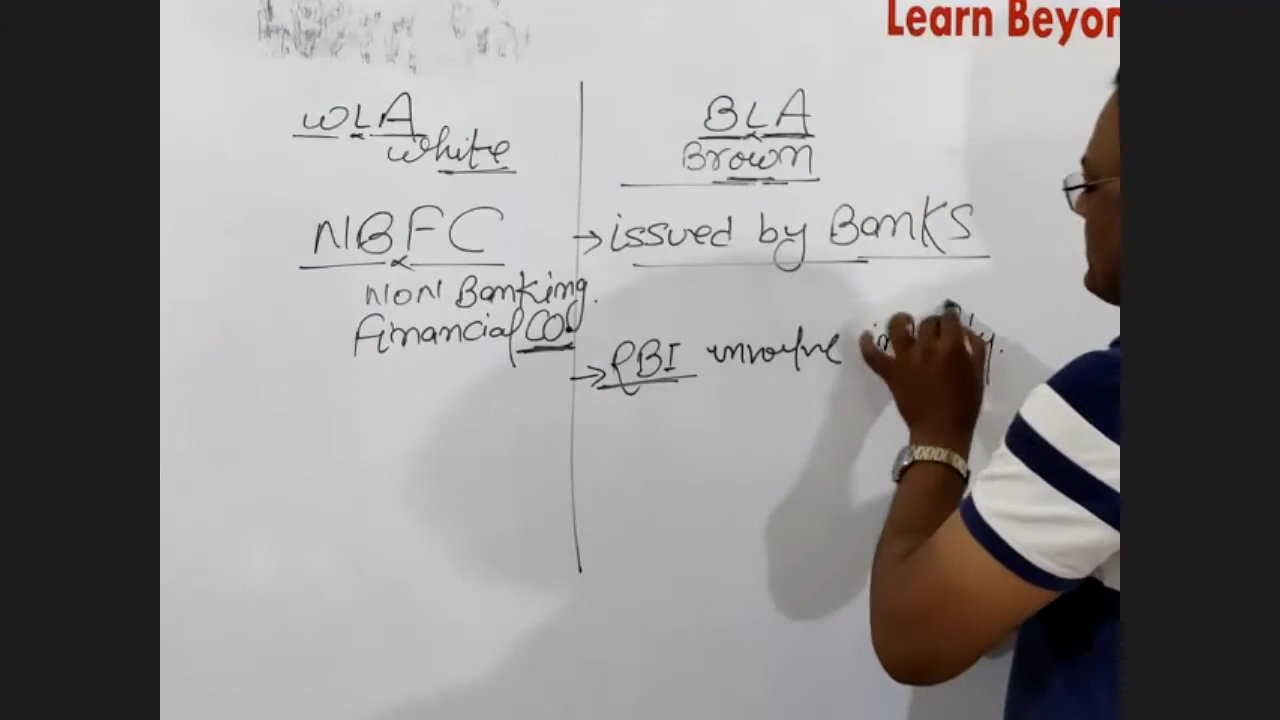 Learn Beyon
WLA
White
NBFC
NON Banking.
Financial CO.
BLA
Brown
→ issued by Banks
→ RBI involve